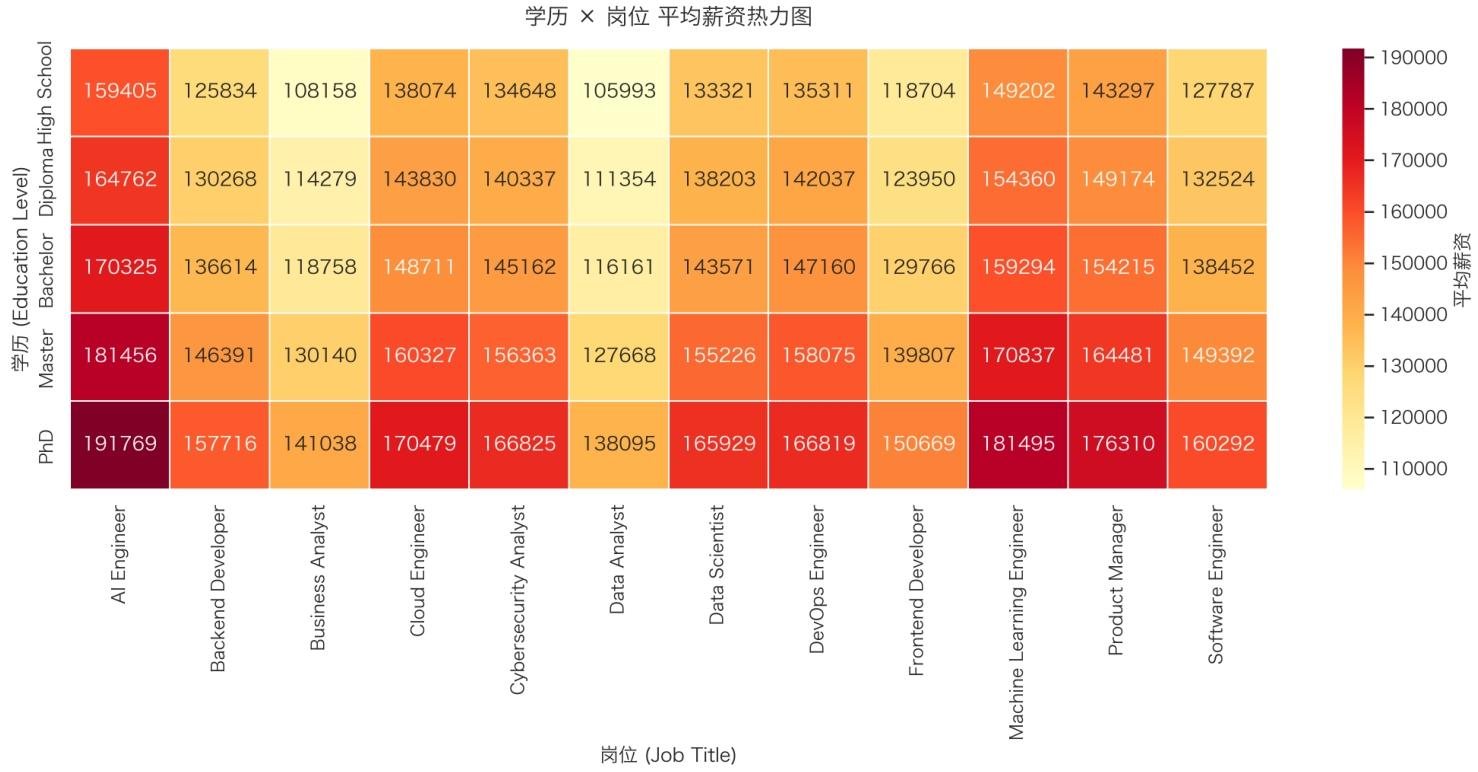 学历 × 岗位 平均薪资热力图
学历 (Education Level)
High School 159405 125834 108158 138074 134648 105993 133321 135311 118704 149202 143297 127787
Diploma 164762 130268 114279 143830 140337 111354 138203 142037 123950 154360 149174 132524
Bachelor 170325 136614 118758 148711 145162 116161 143571 147160 129766 159294 154215 138452
Master 181456 146391 130140 160327 156363 127668 155226 158075 139807 170837 164481 149392
PhD 191769 157716 141038 170479 166825 138095 165929 166819 150669 181495 176310 160292
AI Engineer
Backend Developer
Business Analyst
Cloud Engineer
Cybersecurity Analyst
Data Analyst
Data Scientist
DevOps Engineer
Frontend Developer
Machine Learning Engineer
Product Manager
Software Engineer
岗位 (Job Title)
190000
180000
170000
160000
150000
140000
130000
120000
110000
平均薪资